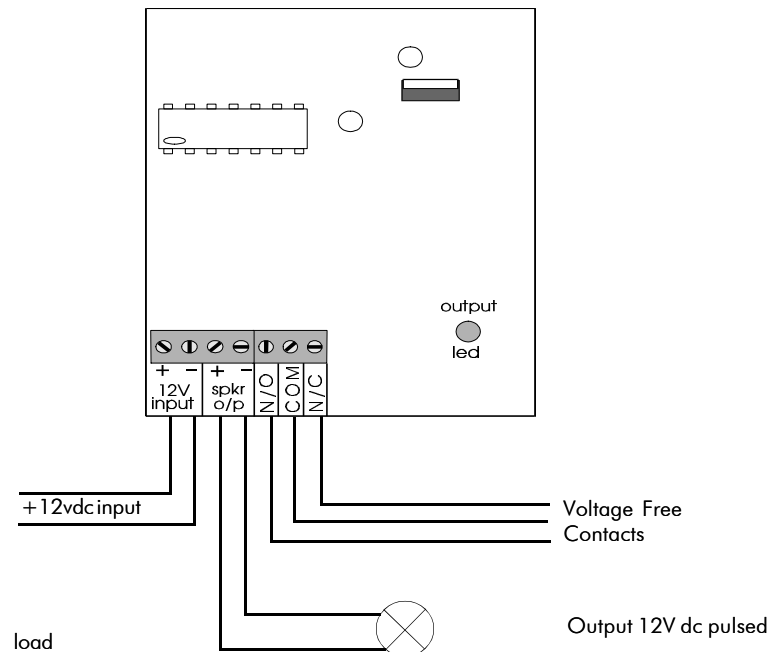 output
led
+ − + −
12V
input
spkr
o/p
N/O
COM
N/C
+12vdc input
Voltage Free
Contacts
Output 12V dc pulsed
load